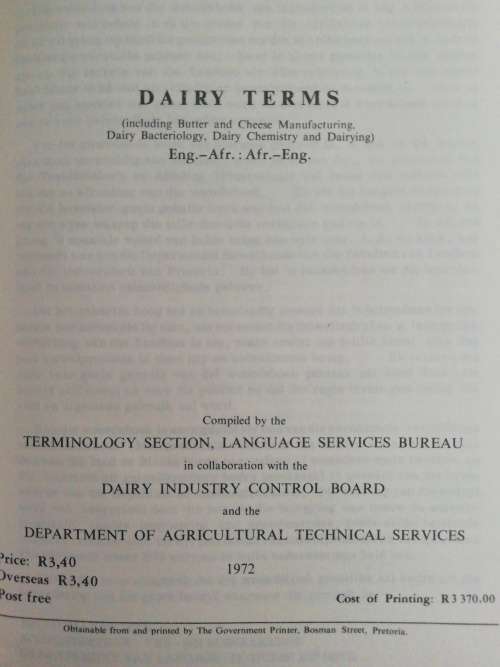 DAIRY TERMS
(including Butter and Cheese Manufacturing,
Dairy Bacteriology, Dairy Chemistry and Dairying)
Eng.–Afr. : Afr.–Eng.
Compiled by the
TERMINOLOGY SECTION, LANGUAGE SERVICES BUREAU
in collaboration with the
DAIRY INDUSTRY CONTROL BOARD
and the
DEPARTMENT OF AGRICULTURAL TECHNICAL SERVICES
1972
Price: R3,40
Overseas R3,40
Post free
Cost of Printing: R3 370.00
Obtainable from and printed by The Government Printer, Bosman Street, Pretoria.